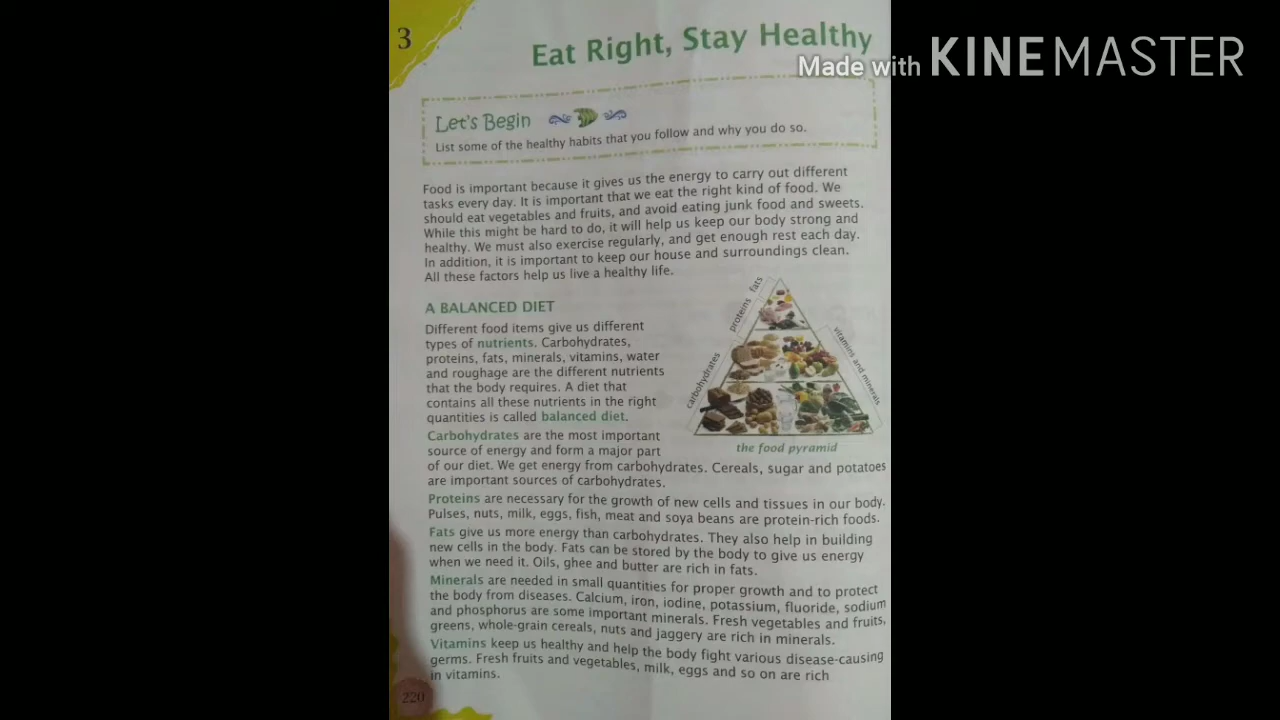 3
Eat Right, Stay Healthy
Made with KINEMASTER
Let's Begin
List some of the healthy habits that you follow and why you do so.
Food is important because it gives us the energy to carry out different
tasks every day. It is important that we eat the right kind of food. We
should eat vegetables and fruits, and avoid eating junk food and sweets.
While this might be hard to do, it will help us keep our body strong and
healthy. We must also exercise regularly, and get enough rest each day.
In addition, it is important to keep our house and surroundings clean.
All these factors help us live a healthy life.
A BALANCED DIET
Different food items give us different
types of nutrients. Carbohydrates,
proteins, fats, minerals, vitamins, water
and roughage are the different nutrients
that the body requires. A diet that
contains all these nutrients in the right
quantities is called balanced diet.
fats
proteins
carbohydrates
vitamins and minerals
the food pyramid
Carbohydrates are the most important
source of energy and form a major part
of our diet. We get energy from carbohydrates. Cereals, sugar and potatoes
are important sources of carbohydrates.
Proteins are necessary for the growth of new cells and tissues in our body.
Pulses, nuts, milk, eggs, fish, meat and soya beans are protein-rich foods.
Fats give us more energy than carbohydrates. They also help in building
new cells in the body. Fats can be stored by the body to give us energy
when we need it. Oils, ghee and butter are rich in fats.
Minerals are needed in small quantities for proper growth and to protect
the body from diseases. Calcium, iron, iodine, potassium, fluoride, sodium
and phosphorus are some important minerals. Fresh vegetables and fruits,
greens, whole-grain cereals, nuts and jaggery are rich in minerals.
Vitamins keep us healthy and help the body fight various disease-causing
germs. Fresh fruits and vegetables, milk, eggs and so on are rich
in vitamins.
220